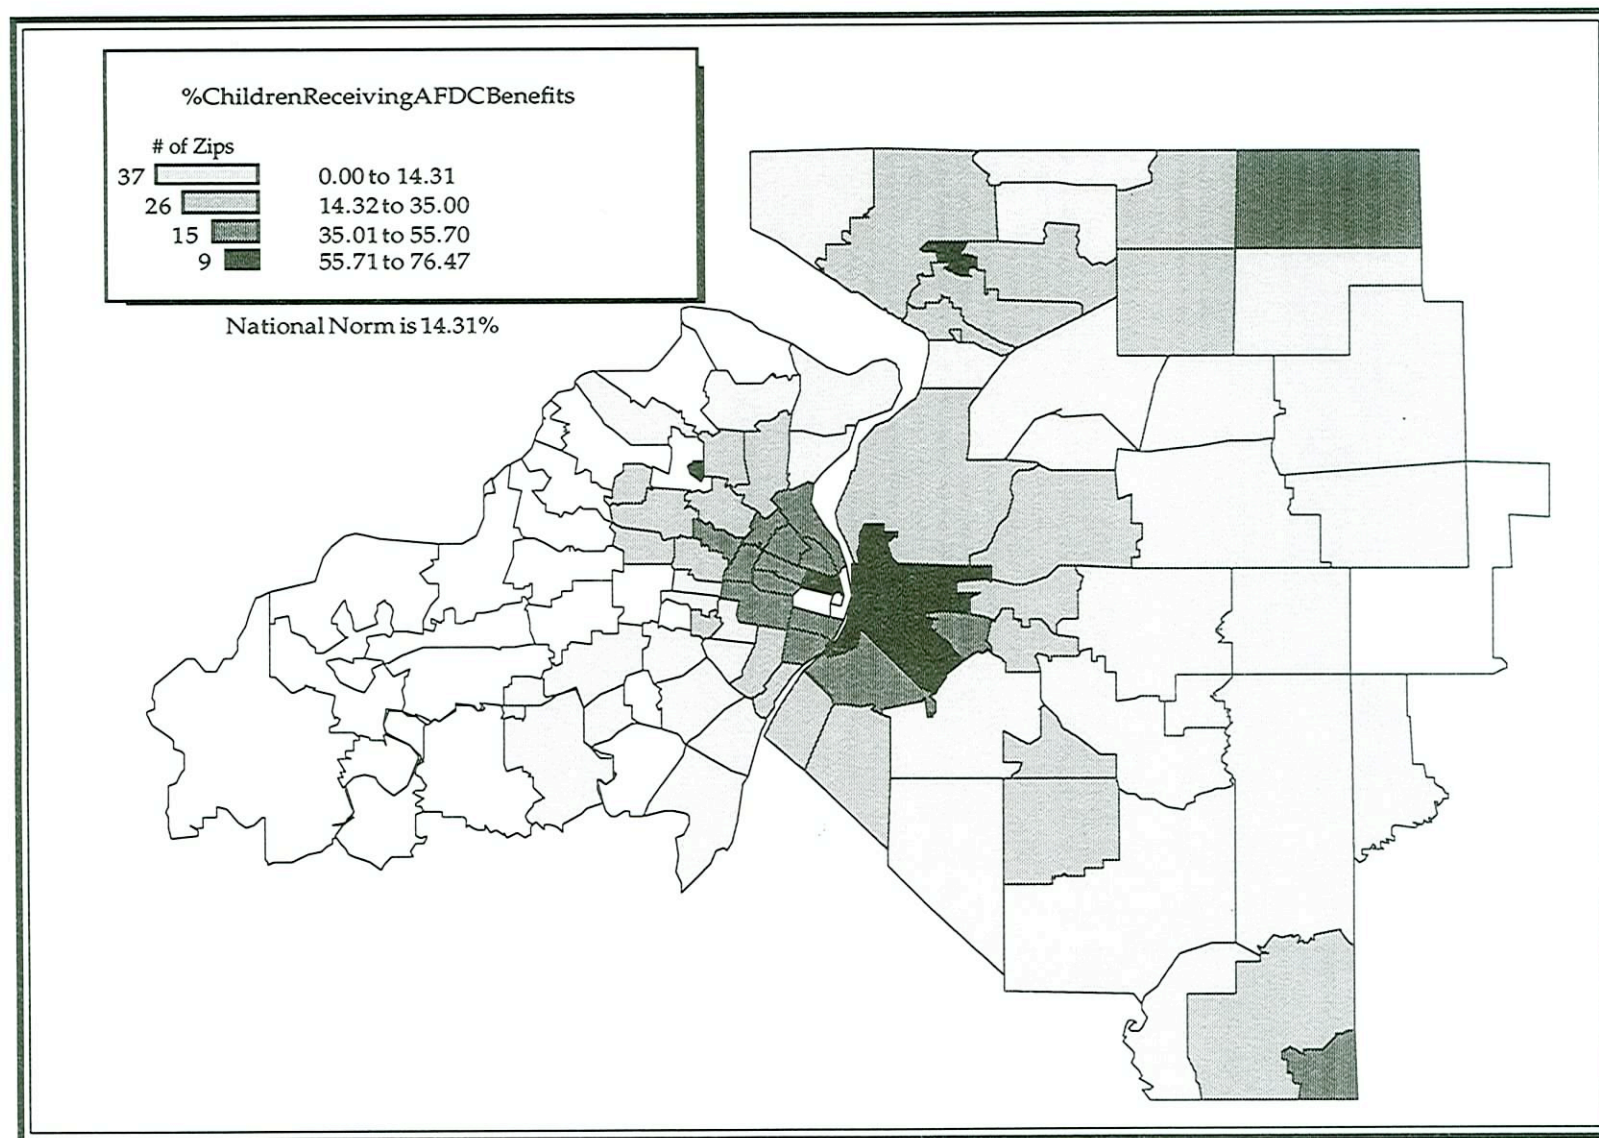 %ChildrenReceivingAFDCBenefits
# of Zips
37 0.00 to 14.31
26 14.32 to 35.00
15 35.01 to 55.70
9 55.71 to 76.47
National Norm is 14.31%